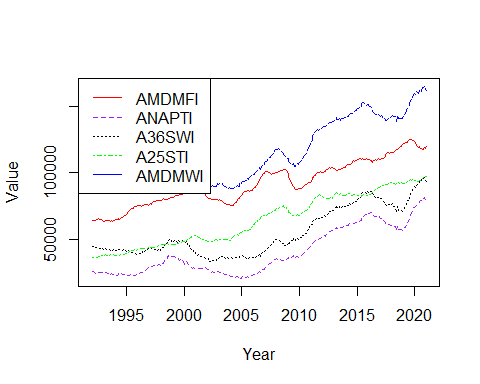 AMDMFI
ANAPTI
A36SWI
A25STI
AMDMWI
Value
50000
100000
1995
2000
2005
2010
2015
2020
Year